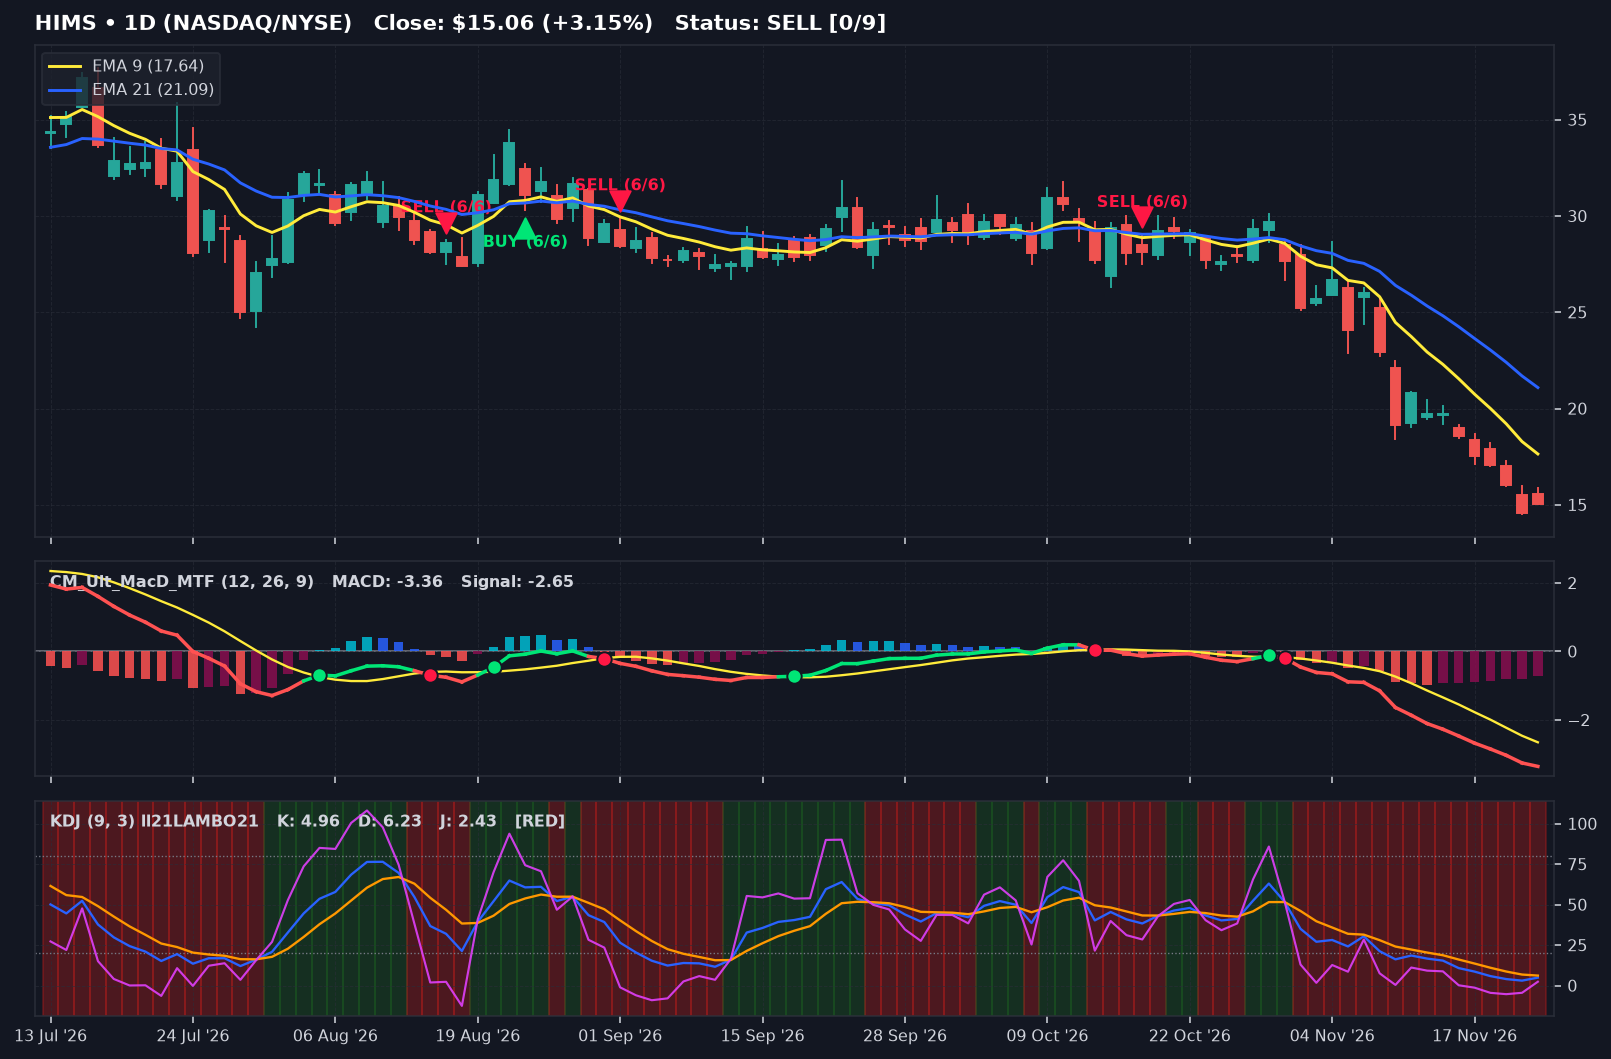 HIMS • 1D (NASDAQ/NYSE)   Close: $15.06 (+3.15%)   Status: SELL [0/9]
EMA 9 (17.64)
EMA 21 (21.09)
35
30
25
20
15
SELL (6/6)
BUY (6/6)
SELL (6/6)
SELL (6/6)
CM_Ult_MacD_MTF (12, 26, 9)   MACD: -3.36   Signal: -2.65
2
0
−2
KDJ (9, 3) II21LAMBO21   K: 4.96   D: 6.23   J: 2.43   [RED]
100
75
50
25
0
13 Jul '26
24 Jul '26
06 Aug '26
19 Aug '26
01 Sep '26
15 Sep '26
28 Sep '26
09 Oct '26
22 Oct '26
04 Nov '26
17 Nov '26